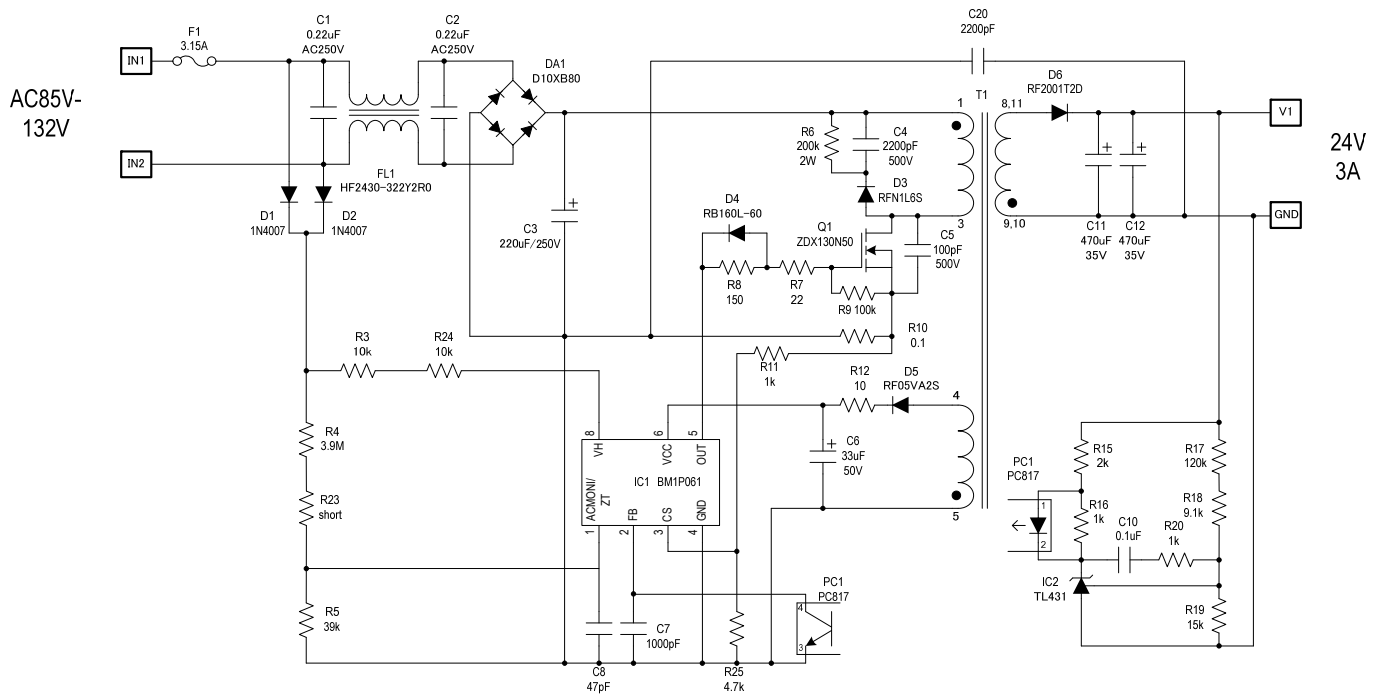 C20
2200pF
C1
0.22uF
AC250V
C2
0.22uF
AC250V
F1
3.15A
IN1
DA1
D10XB80
AC85V-
132V
IN2
FL1
HF2430-322Y2R0
D1
1N4007
D2
1N4007
T1
D6
RF2001T2D
1
8,11
V1
24V
3A
R6
200k
2W
C4
2200pF
500V
D3
RFN1L6S
3
9,10
GND
C11
470uF
35V
C12
470uF
35V
C3
220uF/250V
+
+
+
D4
RB160L-60
Q1
ZDX130N50
C5
100pF
500V
R8
150
R7
22
R9 100k
R10
0.1
R11
1k
R3
10k
R24
10k
R12
10
D5
RF05VA2S
4
5
C6
33uF
50V
+
R4
3.9M
R23
short
R5
39k
8
6
5
VH
VCC
OUT
IC1 BM1P061
ACMONI/
ZT
FB
CS
GND
1
2
3
4
C8
47pF
C7
1000pF
R25
4.7k
PC1
PC817
4
3
PC1
PC817
1
2
R15
2k
R16
1k
C10
0.1uF
R20
1k
R17
120k
R18
9.1k
IC2
TL431
R19
15k